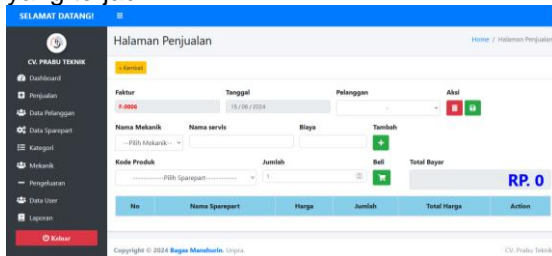 SELAMAT DATANG!
CV. PRABU TEKNIK
Dashboard
Penjualan
Data Pelanggan
Data Sparepart
Kategori
Mekanik
Pengeluaran
Data User
Laporan
Keluar
Halaman Penjualan
Home / Halaman Penjualan
Kembali
Faktur Tanggal Pelanggan Aksi
F-0006 15/06/2024 -
Nama Mekanik Nama servis Biaya Tambah
--Pilih Mekanik--
+
Kode Produk Jumlah Beli Total Bayar
------------Pilih Sparepart------------ 1 RP. 0
No Nama Sparepart Harga Jumlah Total Harga Action
Copyright © 2024 Bagas Manshurin. Unpra. CV. Prabu Teknik